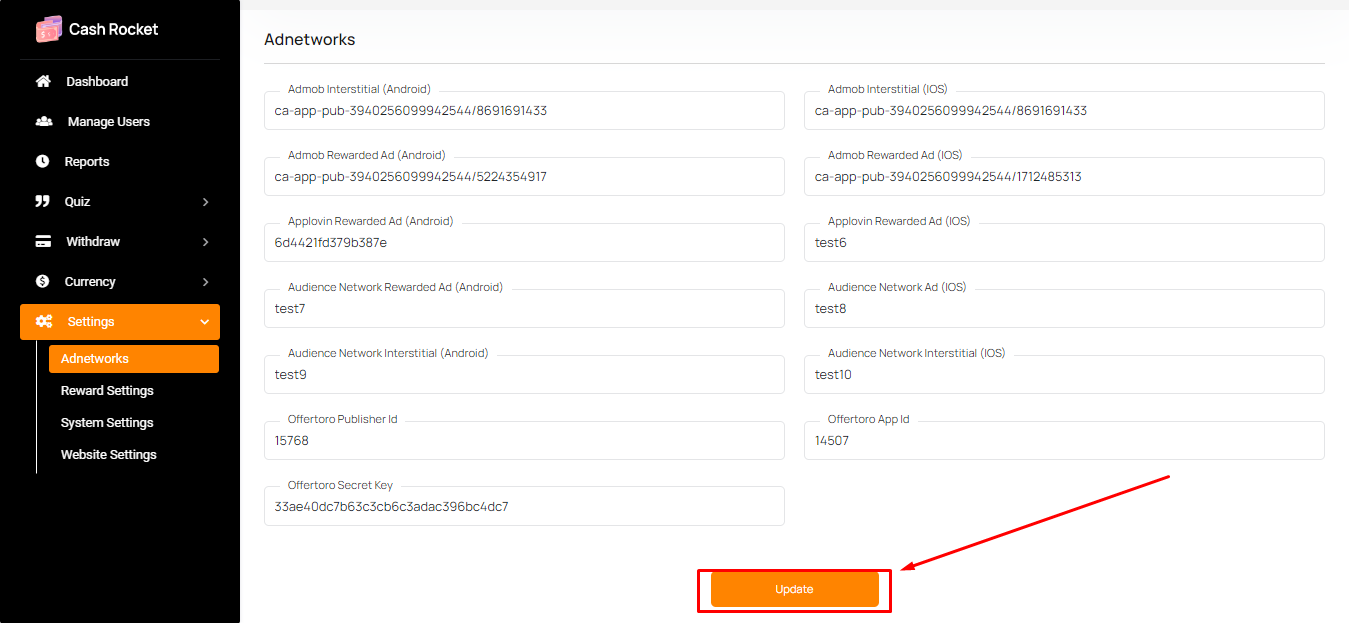 Cash Rocket
Dashboard
Manage Users
Reports
Quiz
Withdraw
Currency
Settings
Adnetworks
Reward Settings
System Settings
Website Settings
Adnetworks
Admob Interstitial (Android)
ca-app-pub-3940256099942544/8691691433
Admob Interstitial (IOS)
ca-app-pub-3940256099942544/8691691433
Admob Rewarded Ad (Android)
ca-app-pub-3940256099942544/5224354917
Admob Rewarded Ad (IOS)
ca-app-pub-3940256099942544/1712485313
Applovin Rewarded Ad (Android)
6d4421fd379b387e
Applovin Rewarded Ad (IOS)
test6
Audience Network Rewarded Ad (Android)
test7
Audience Network Ad (IOS)
test8
Audience Network Interstitial (Android)
test9
Audience Network Interstitial (IOS)
test10
Offertoro Publisher Id
15768
Offertoro App Id
14507
Offertoro Secret Key
33ae40dc7b63c3cb6c3adac396bc4dc7
Update